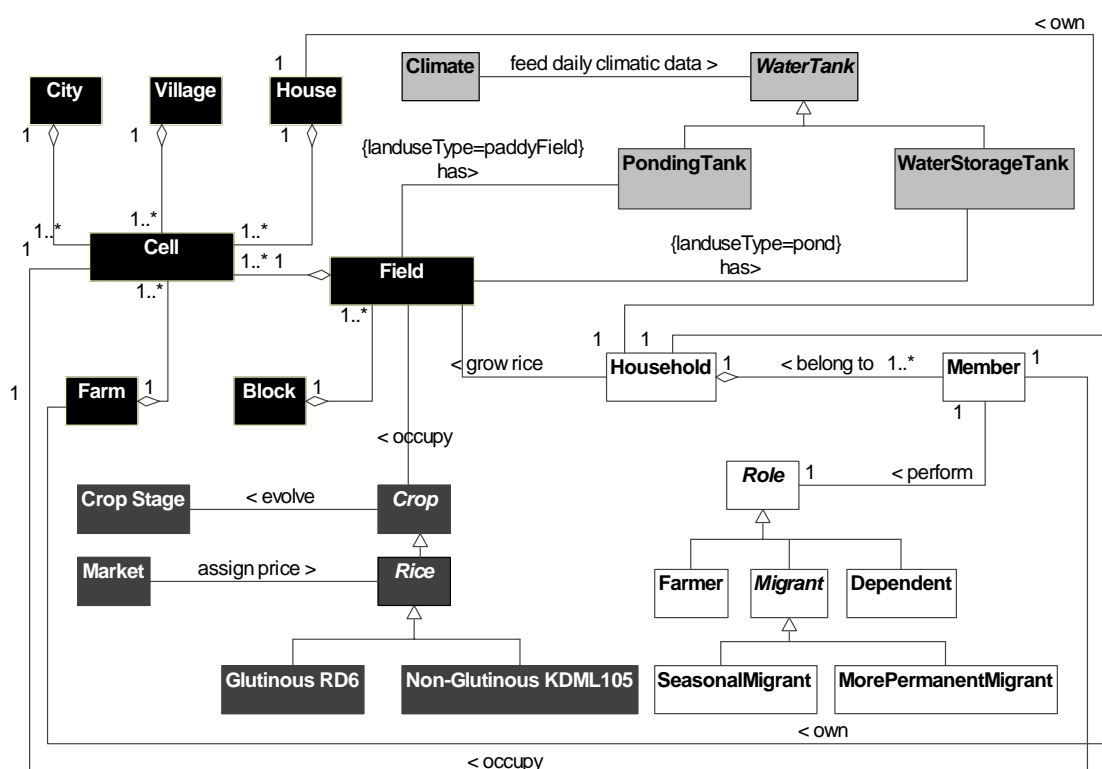 < own
1
City
Village
House
Climate
feed daily climatic data >
WaterTank
1
1
1
{landuseType=paddyField}
has>
PondingTank
WaterStorageTank
1..*
1..*
1..*
1
Cell
1..* 1
{landuseType=pond}
has>
Field
1..*
1..*
1
1
< grow rice
Household
1
< belong to 1..*
Member
1
1
Farm
1
Block
1
1
< occupy
Role
1
< perform
Crop Stage
< evolve
Crop
Market
assign price >
Rice
Farmer
Migrant
Dependent
Glutinous RD6
Non-Glutinous KDML105
SeasonalMigrant
MorePermanentMigrant
< own
< occupy